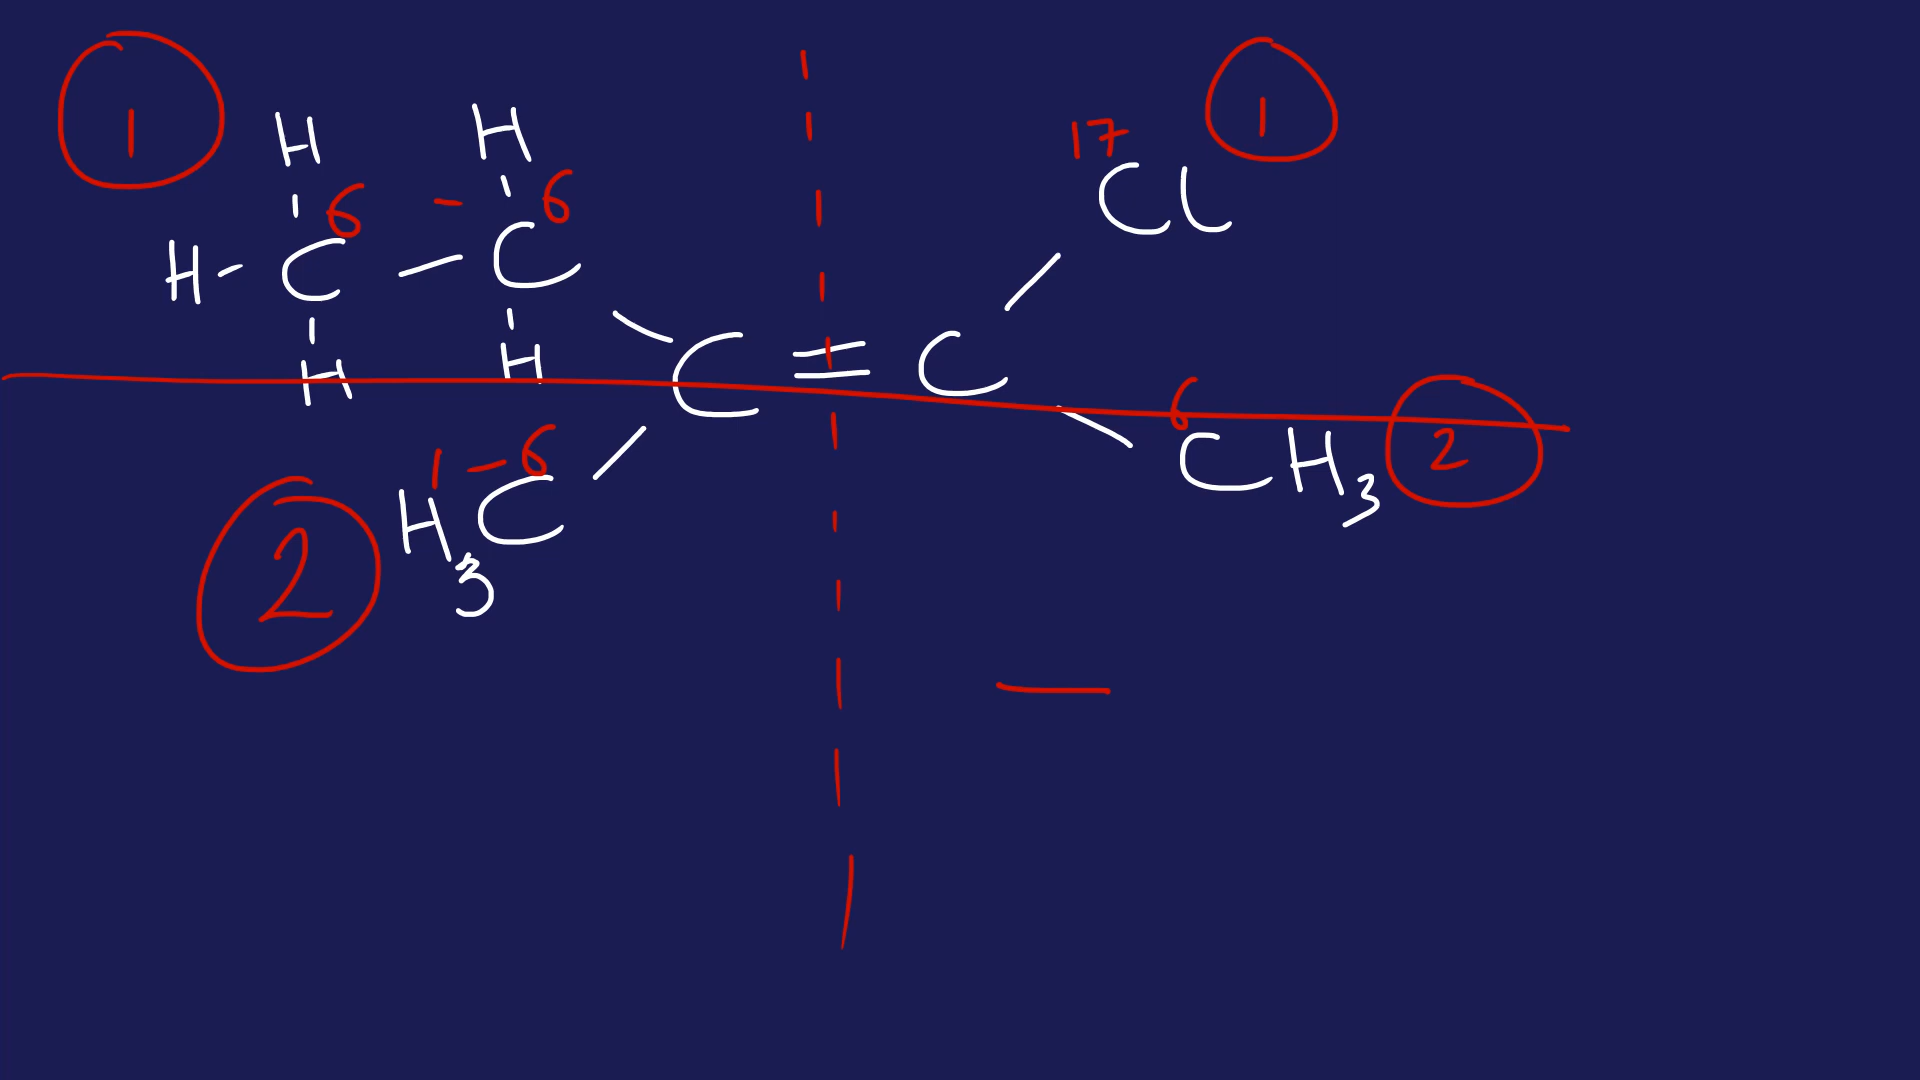 1
1
17
H H
6 - 6
Cl
H - C - C
C = C
H H
6
1 - 6
CH3 2
H3C
2